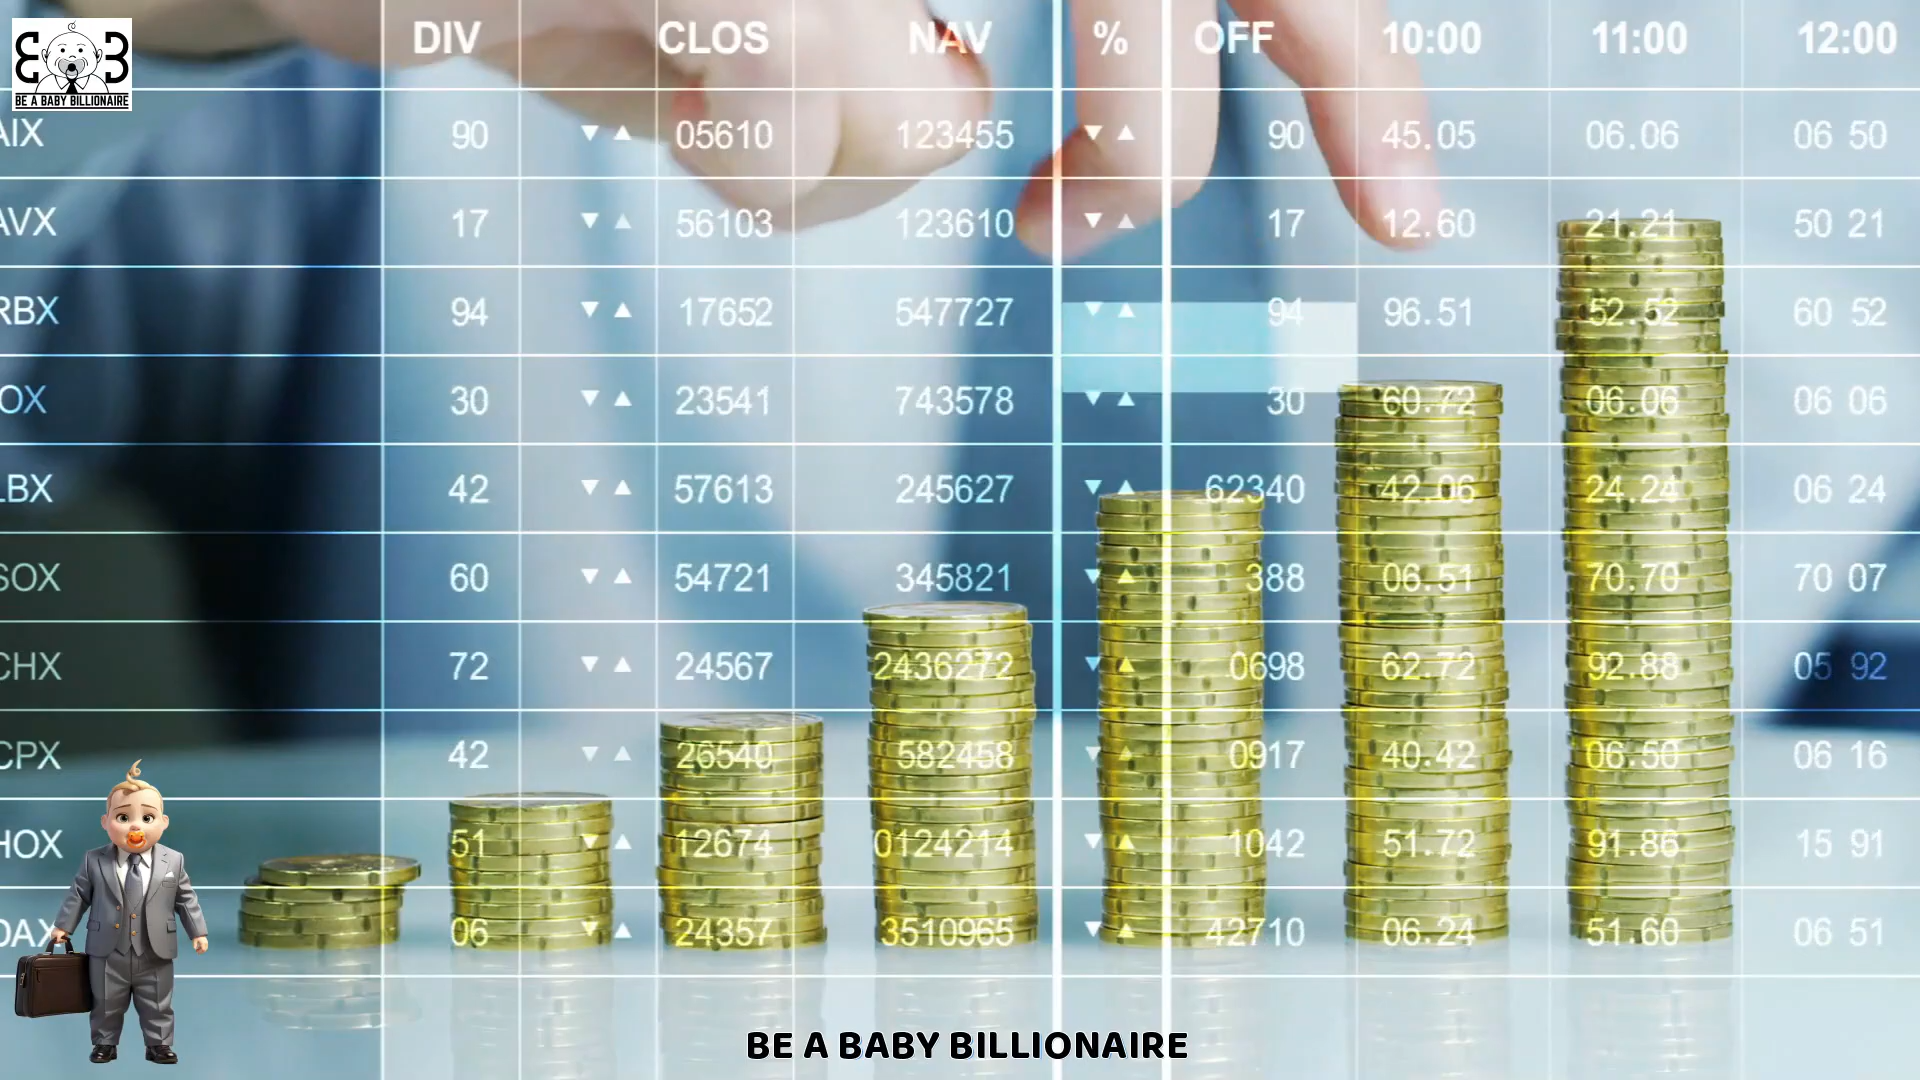 DIV CLOS NAV % OFF 10:00 11:00 12:00
BE A BABY BILLIONAIRE
AIX 90 ▼ ▲ 05610 123455 ▼ ▲ 90 45.05 06.06 06 50
AVX 17 ▼ ▲ 56103 123610 ▼ ▲ 17 12.60 21.21 50 21
RBX 94 ▼ ▲ 17652 547727 ▼ ▲ 94 96.51 52.52 60 52
OX 30 ▼ ▲ 23541 743578 ▼ ▲ 30 60.72 06.06 06 06
LBX 42 ▼ ▲ 57613 245627 ▼ ▲ 62340 42.06 24.24 06 24
SOX 60 ▼ ▲ 54721 345821 ▼ ▲ 388 06.51 70.70 70 07
CHX 72 ▼ ▲ 24567 2436272 ▼ ▲ 0698 62.72 92.88 05 92
CPX 42 ▼ ▲ 26540 582458 ▼ ▲ 0917 40.42 06.50 06 16
HOX 51 ▼ ▲ 12674 0124214 ▼ ▲ 1042 51.72 91.86 15 91
DAX 06 ▼ ▲ 24357 3510965 ▼ ▲ 42710 06.24 51.60 06 51
BE A BABY BILLIONAIRE